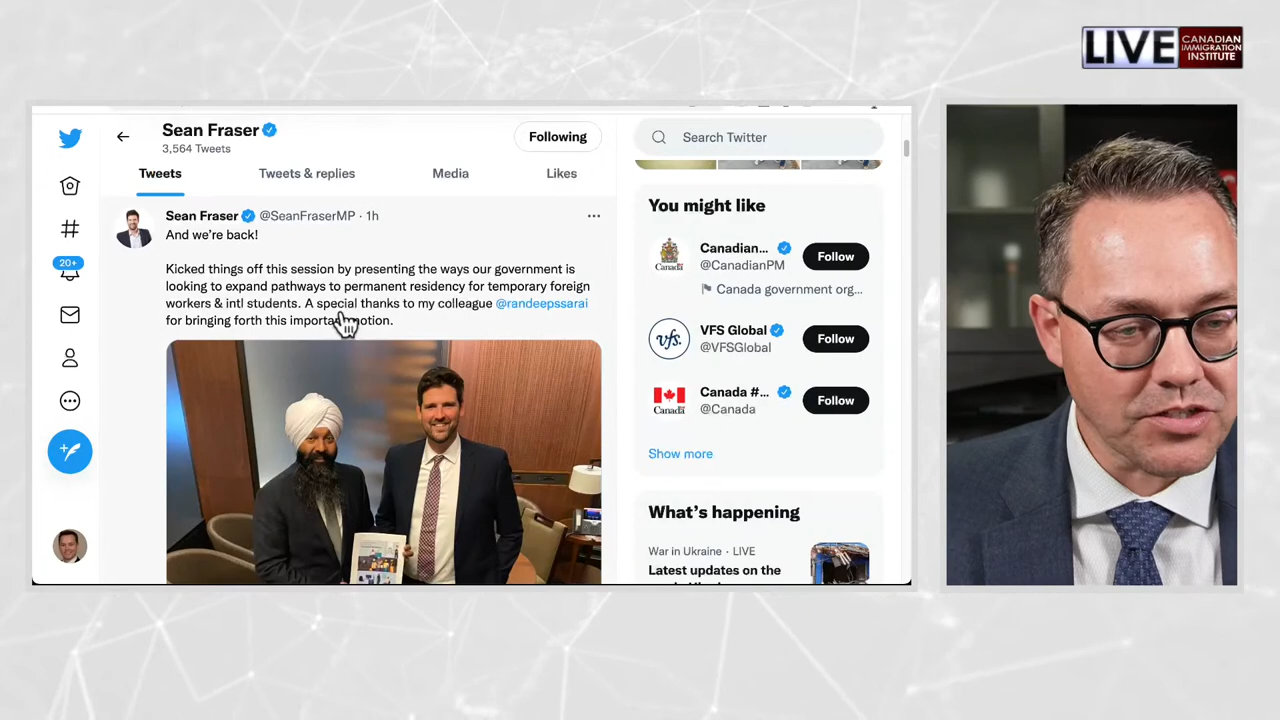 LIVE CANADIAN
IMMIGRATION
INSTITUTE
Sean Fraser
3,564 Tweets
Following
Search Twitter
Tweets
Tweets & replies
Media
Likes
Sean Fraser @SeanFraserMP · 1h
And we're back!
Kicked things off this session by presenting the ways our government is
looking to expand pathways to permanent residency for temporary foreign
workers & intl students. A special thanks to my colleague @randeepssarai
for bringing forth this motion.
20+
You might like
Canadian...
@CanadianPM
Follow
Canada government org...
Canada
vfs.
VFS Global
@VFSGlobal
Follow
Canada #...
@Canada
Follow
Canada
Show more
What's happening
War in Ukraine · LIVE
Latest updates on the